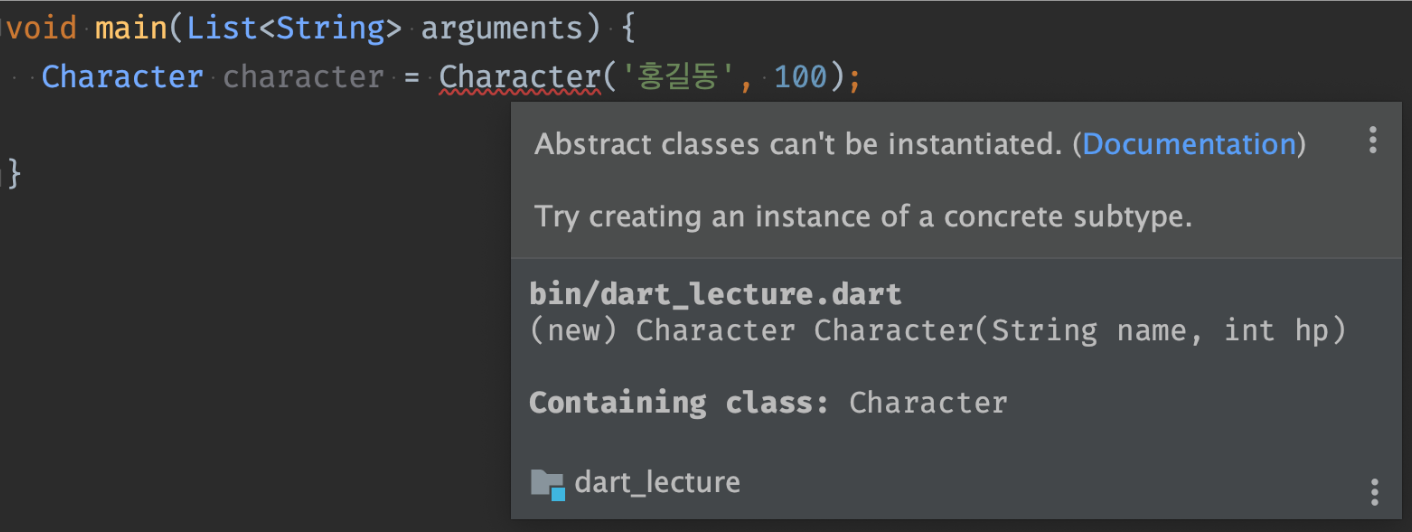 void main(List<String> arguments) {
Character character = Character('홍길동', 100);
}
Abstract classes can't be instantiated. (Documentation)
Try creating an instance of a concrete subtype.
bin/dart_lecture.dart
(new) Character Character(String name, int hp)
Containing class: Character
dart_lecture